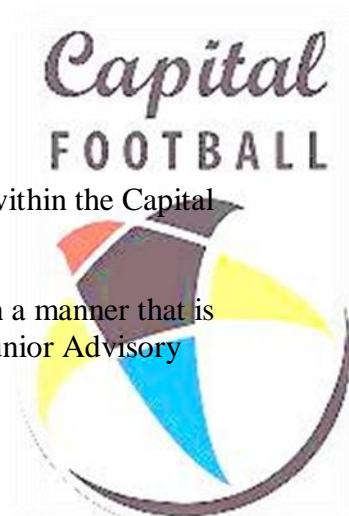 Capital
FOOTBALL
within the Capital
a manner that is
unior Advisory